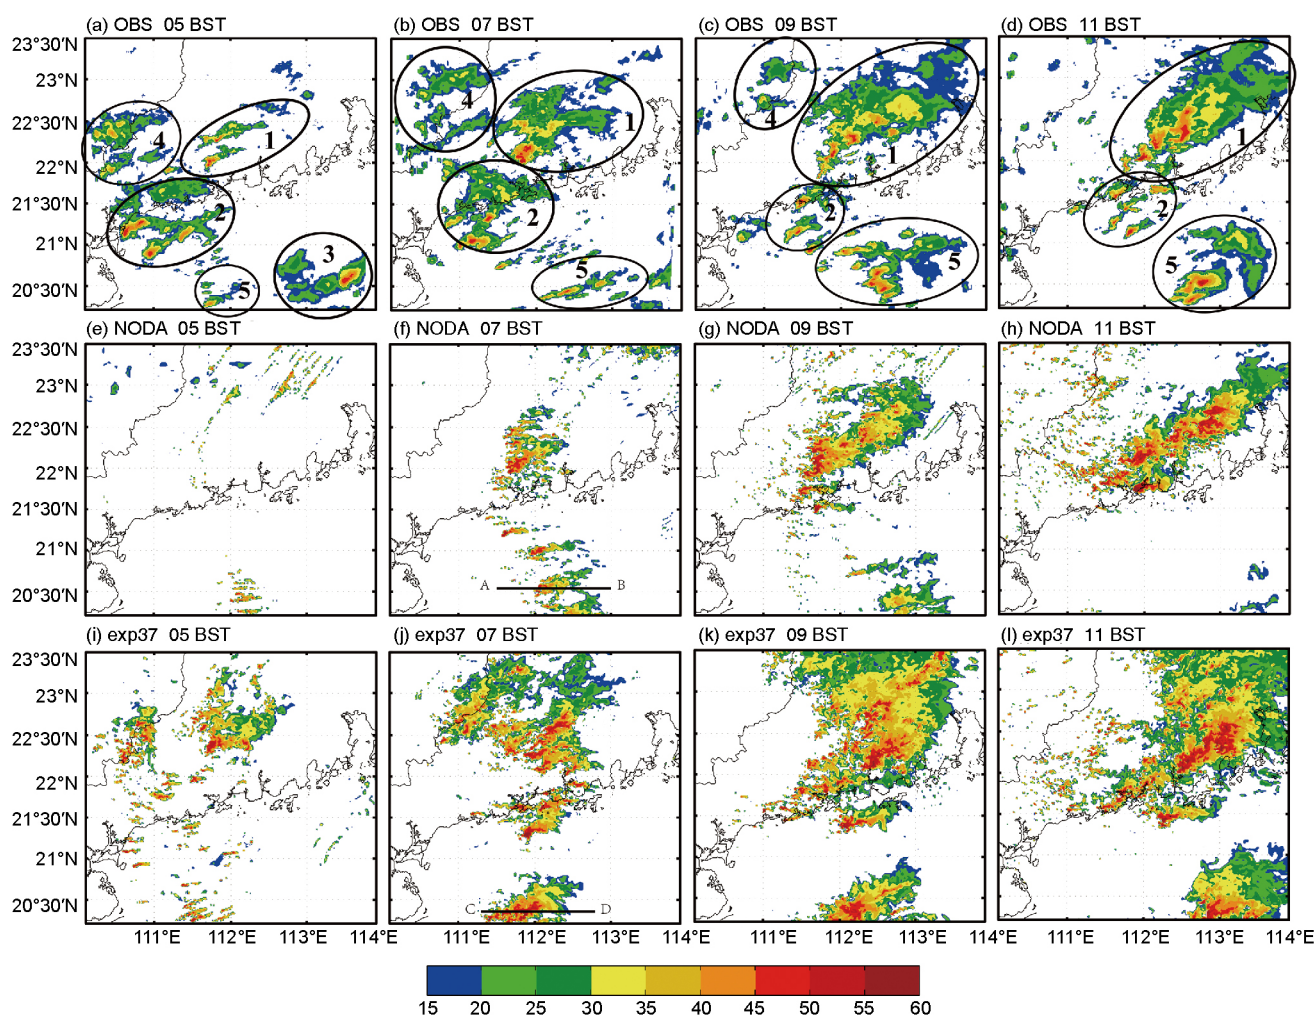 (a) OBS 05 BST
(b) OBS 07 BST
(c) OBS 09 BST
(d) OBS 11 BST
23°30′N
23°N
22°30′N
22°N
21°30′N
21°N
20°30′N
4
1
2
3
5
4
1
2
5
4
1
2
5
1
2
5
(e) NODA 05 BST
(f) NODA 07 BST
(g) NODA 09 BST
(h) NODA 11 BST
23°30′N
23°N
22°30′N
22°N
21°30′N
21°N
20°30′N
A B
(i) exp37 05 BST
(j) exp37 07 BST
(k) exp37 09 BST
(l) exp37 11 BST
23°30′N
23°N
22°30′N
22°N
21°30′N
21°N
20°30′N
C D
111°E 112°E 113°E 114°E 111°E 112°E 113°E 114°E 111°E 112°E 113°E 114°E 111°E 112°E 113°E 114°E
15 20 25 30 35 40 45 50 55 60